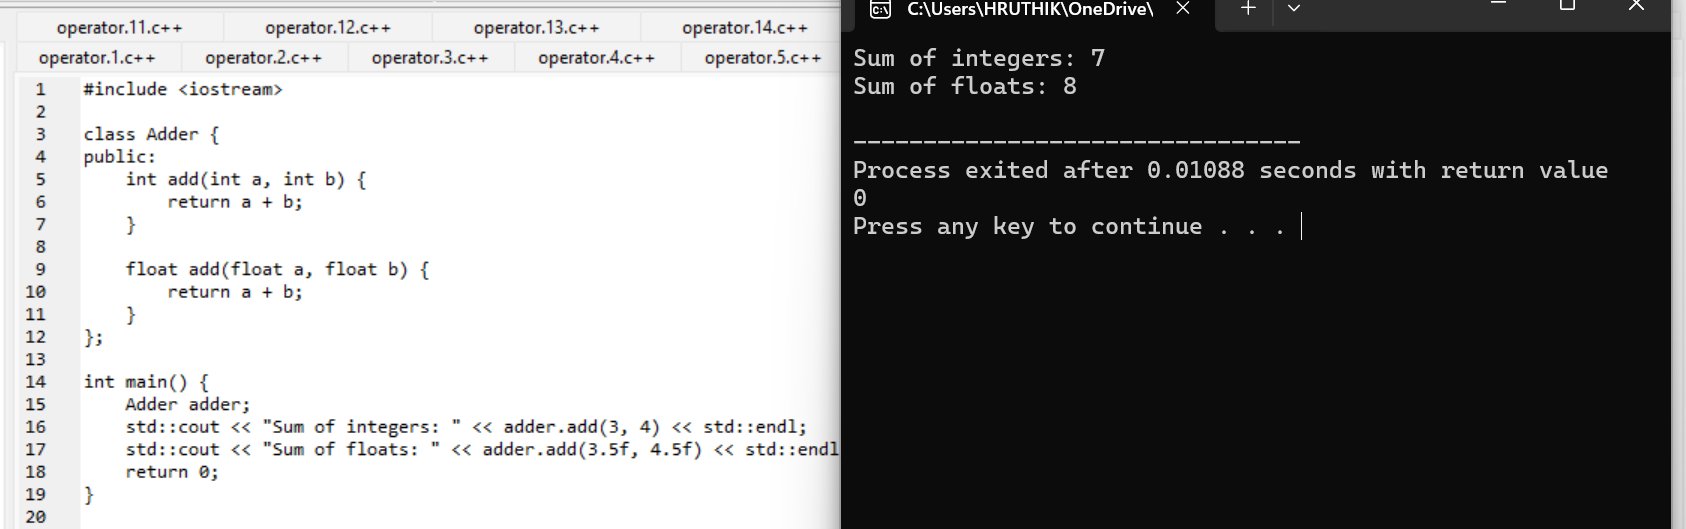 operator.11.c++ operator.12.c++ operator.13.c++ operator.14.c++
operator.1.c++ operator.2.c++ operator.3.c++ operator.4.c++ operator.5.c++
1 #include <iostream>
2
3 class Adder {
4 public:
5     int add(int a, int b) {
6         return a + b;
7     }
8
9     float add(float a, float b) {
10         return a + b;
11     }
12 };
13
14 int main() {
15     Adder adder;
16     std::cout << "Sum of integers: " << adder.add(3, 4) << std::endl;
17     std::cout << "Sum of floats: " << adder.add(3.5f, 4.5f) << std::endl
18     return 0;
19 }
20
C:\Users\HRUTHIK\OneDrive\
Sum of integers: 7
Sum of floats: 8
--------------------------------
Process exited after 0.01088 seconds with return value
0
Press any key to continue . . .